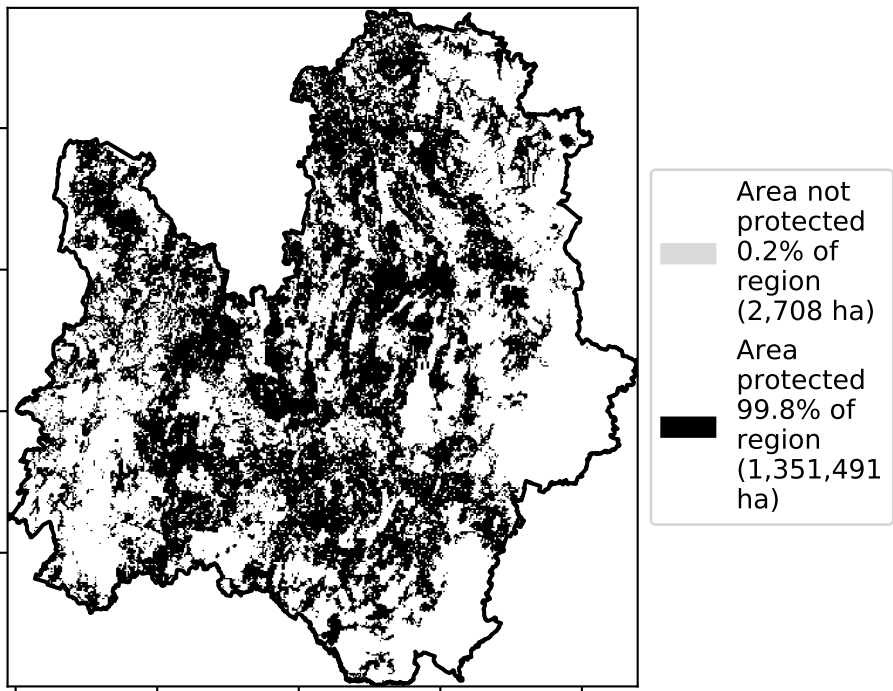 Area not
protected
0.2% of
region
(2,708 ha)
Area
protected
99.8% of
region
(1,351,491
ha)